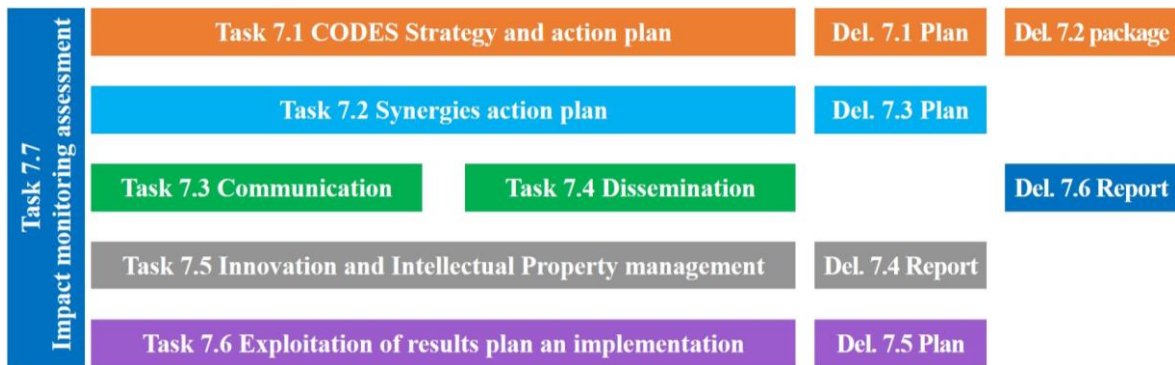 Task 7.7
Impact monitoring assessment
Task 7.1 CODES Strategy and action plan
Del. 7.1 Plan
Del. 7.2 package
Task 7.2 Synergies action plan
Del. 7.3 Plan
Task 7.3 Communication
Task 7.4 Dissemination
Del. 7.6 Report
Task 7.5 Innovation and Intellectual Property management
Del. 7.4 Report
Task 7.6 Exploitation of results plan an implementation
Del. 7.5 Plan